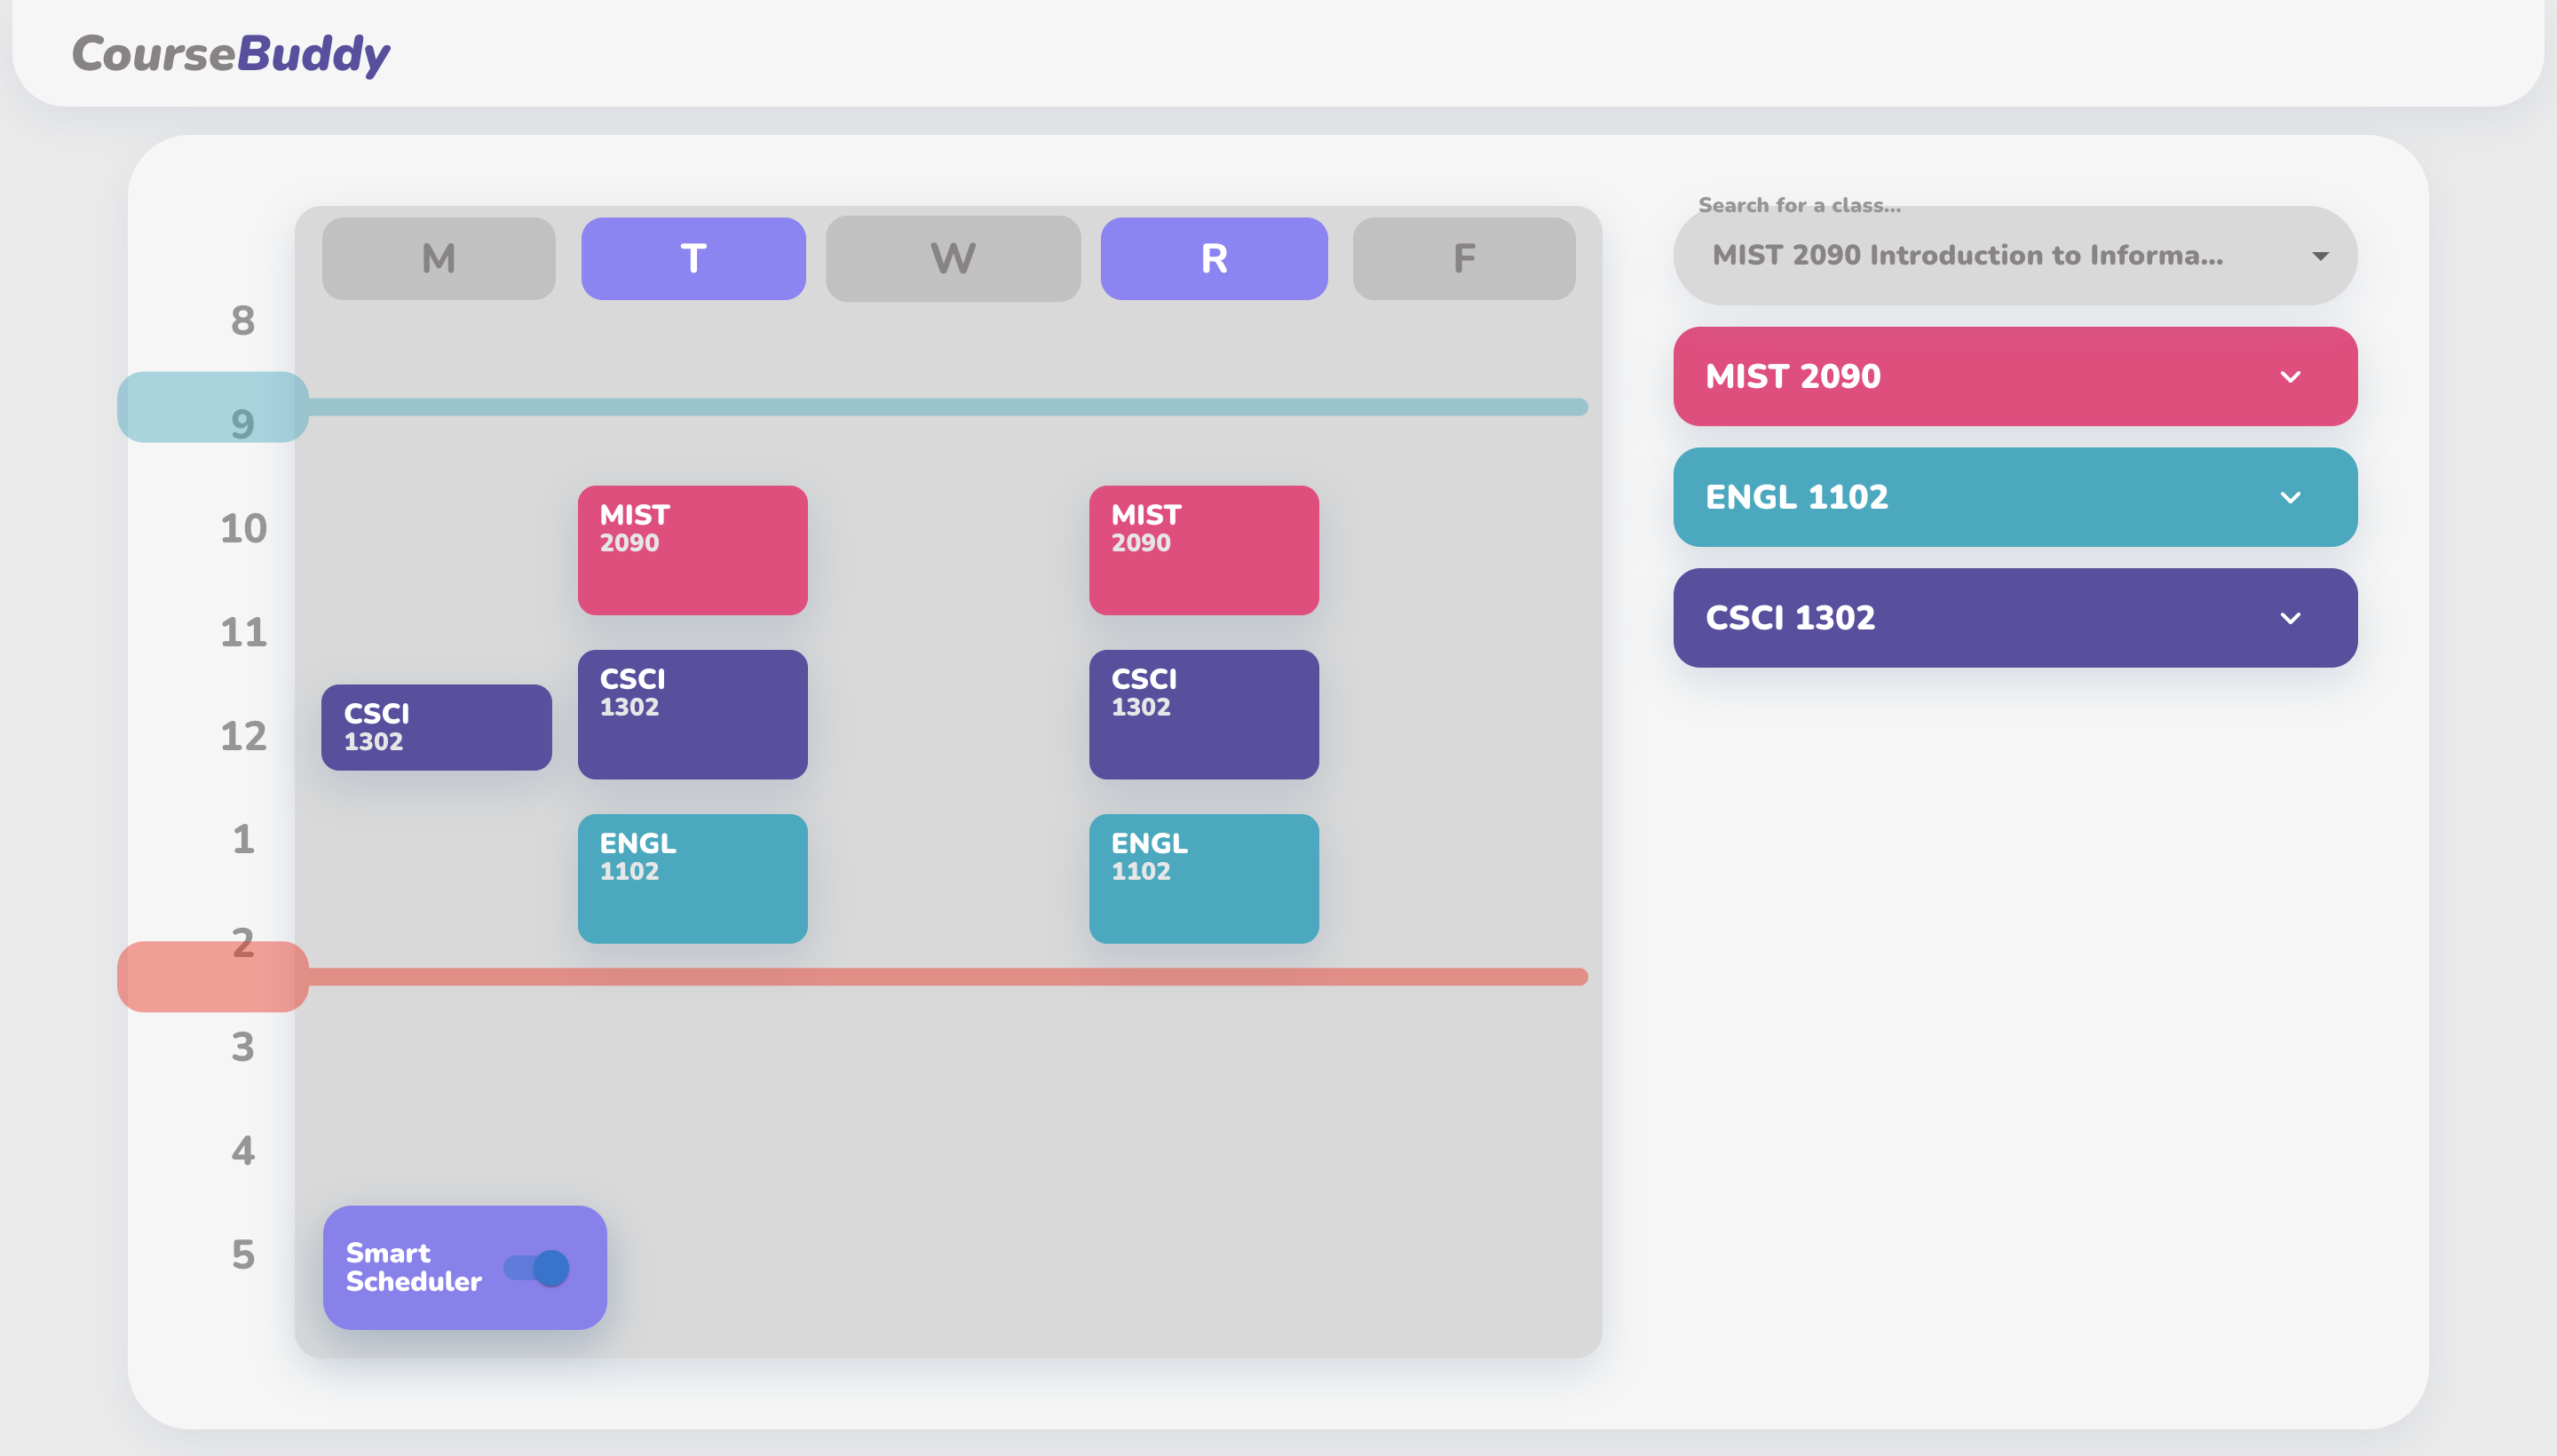 CourseBuddy
M
T
W
R
F
8
9
10
11
12
1
2
3
4
5
MIST
2090
MIST
2090
CSCI
1302
CSCI
1302
CSCI
1302
ENGL
1102
ENGL
1102
Smart
Scheduler
Search for a class...
MIST 2090 Introduction to Informa...
MIST 2090
ENGL 1102
CSCI 1302